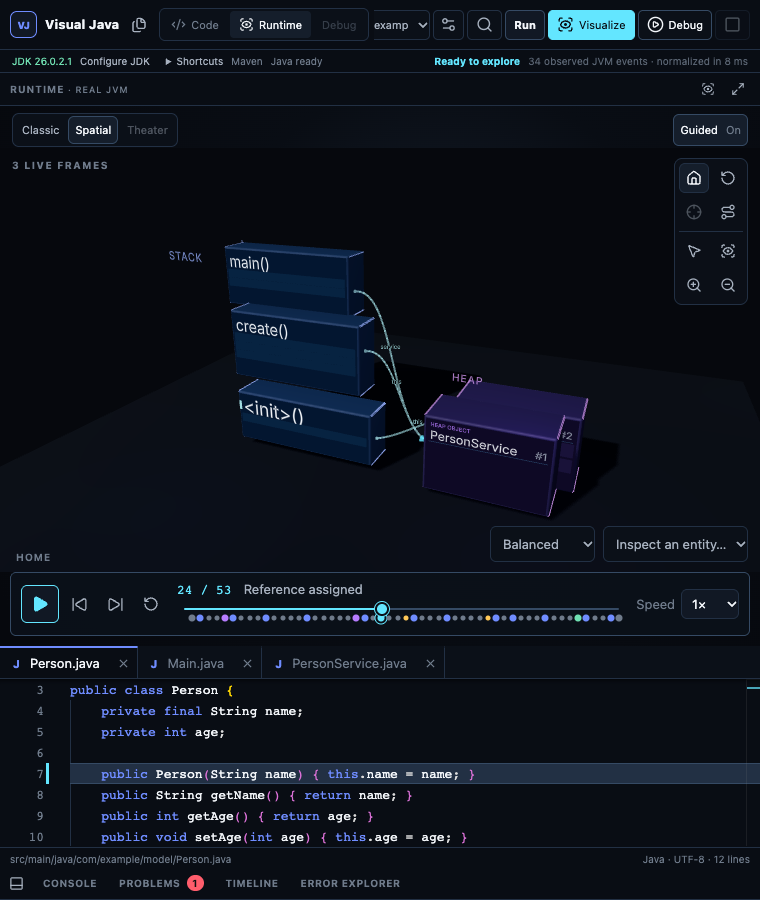 VJ Visual Java Code Runtime Debug examp Run Visualize Debug
JDK 26.0.2.1 Configure JDK Shortcuts Maven Java ready Ready to explore 34 observed JVM events · normalized in 8 ms
RUNTIME · REAL JVM
Classic Spatial Theater Guided On
3 LIVE FRAMES
STACK
main()
create()
service
this
<init>()
this
HEAP
HEAP OBJECT
PersonService #1
#2
HOME
Balanced Inspect an entity...
24 / 53 Reference assigned
Speed 1×
J Person.java J Main.java J PersonService.java
3 public class Person {
4 private final String name;
5 private int age;
6
7 public Person(String name) { this.name = name; }
8 public String getName() { return name; }
9 public int getAge() { return age; }
10 public void setAge(int age) { this.age = age; }
src/main/java/com/example/model/Person.java Java · UTF-8 · 12 lines
CONSOLE PROBLEMS 1 TIMELINE ERROR EXPLORER